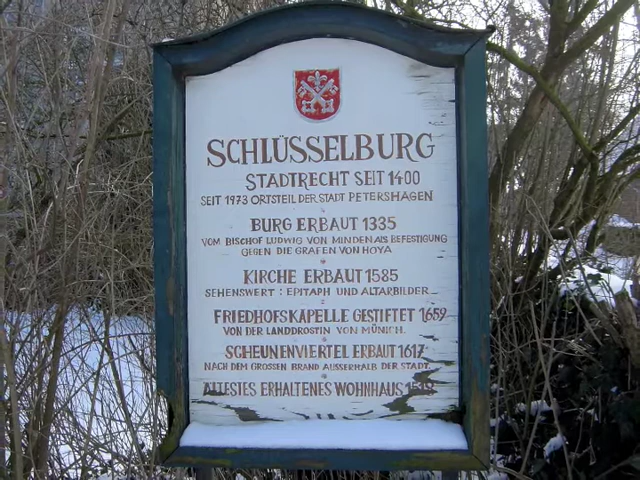 SCHLÜSSELBURG
STADTRECHT SEIT 1400
SEIT 1973 ORTSTEIL DER STADT PETERSHAGEN
BURG ERBAUT 1335
VOM BISCHOF LUDWIG VON MINDEN ALS BEFESTIGUNG
GEGEN DIE GRAFEN VON HOYA
KIRCHE ERBAUT 1585
SEHENSWERT : EPITAPH UND ALTARBILDER
FRIEDHOFSKAPELLE GESTIFTET 1659
VON DER LANDDROSTIN VON MÜNICH.
SCHEUNENVIERTEL ERBAUT 1617
NACH DEM GROSSEN BRAND AUSSERHALB DER STADT.
ÄLTESTES ERHALTENES WOHNHAUS